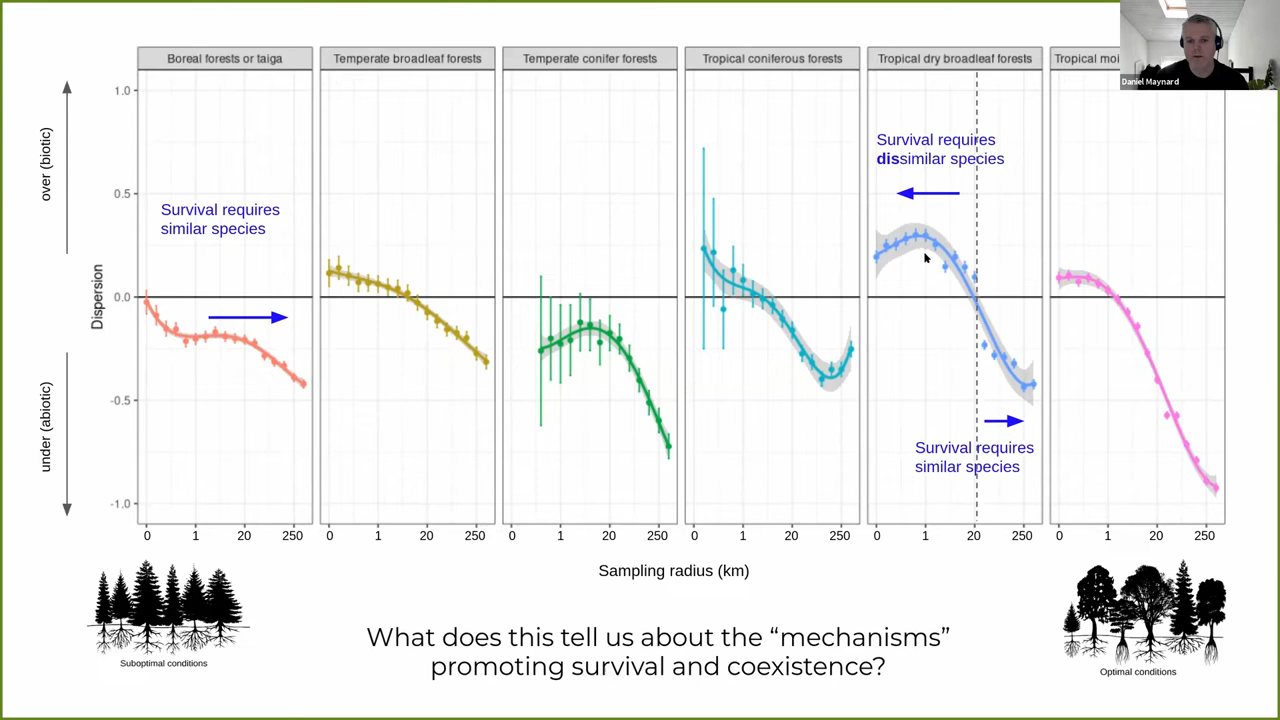 Daniel Maynard
Boreal forests or taiga
Temperate broadleaf forests
Temperate conifer forests
Tropical coniferous forests
Tropical dry broadleaf forests
Tropical
over (biotic)
under (abiotic)
Dispersion
1.0
0.5
0.0
-0.5
-1.0
Survival requires
similar species
Survival requires
dissimilar species
Survival requires
similar species
0 1 20 250
0 1 20 250
0 1 20 250
0 1 20 250
0 1 20 250
0 1 20 250
Sampling radius (km)
Suboptimal conditions
Optimal conditions
What does this tell us about the “mechanisms”
promoting survival and coexistence?